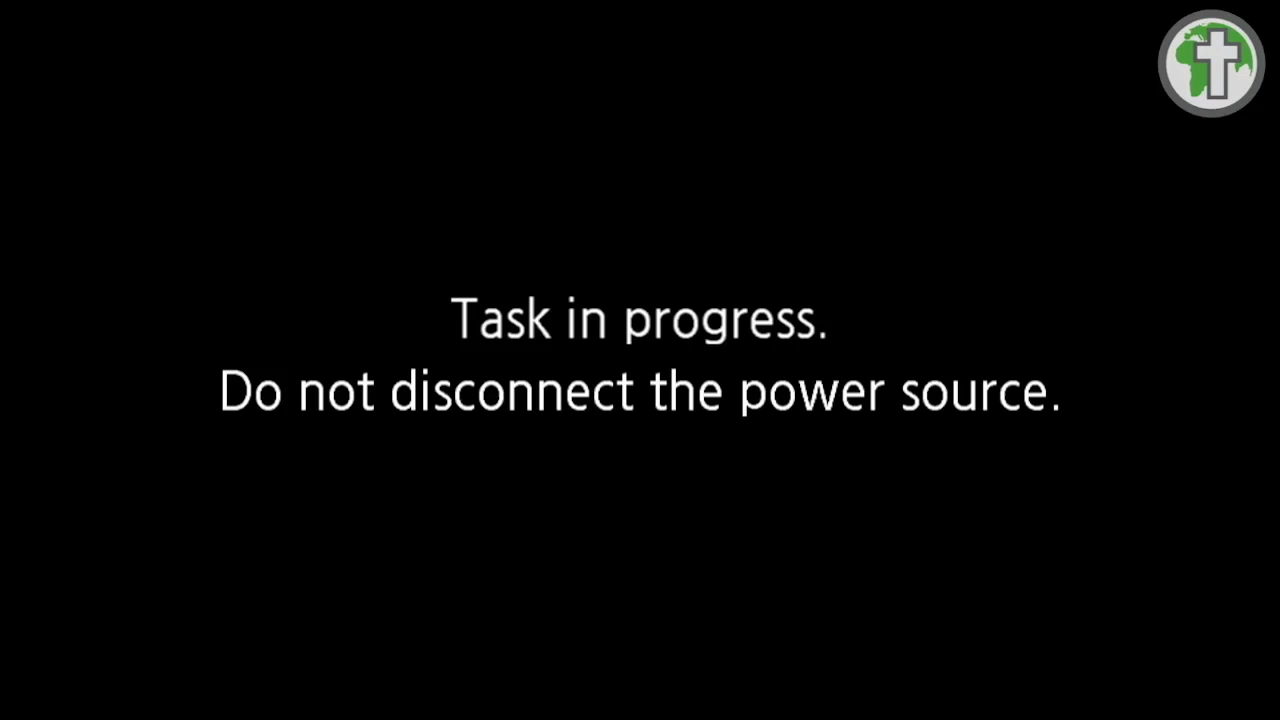 Task in progress.
Do not disconnect the power source.